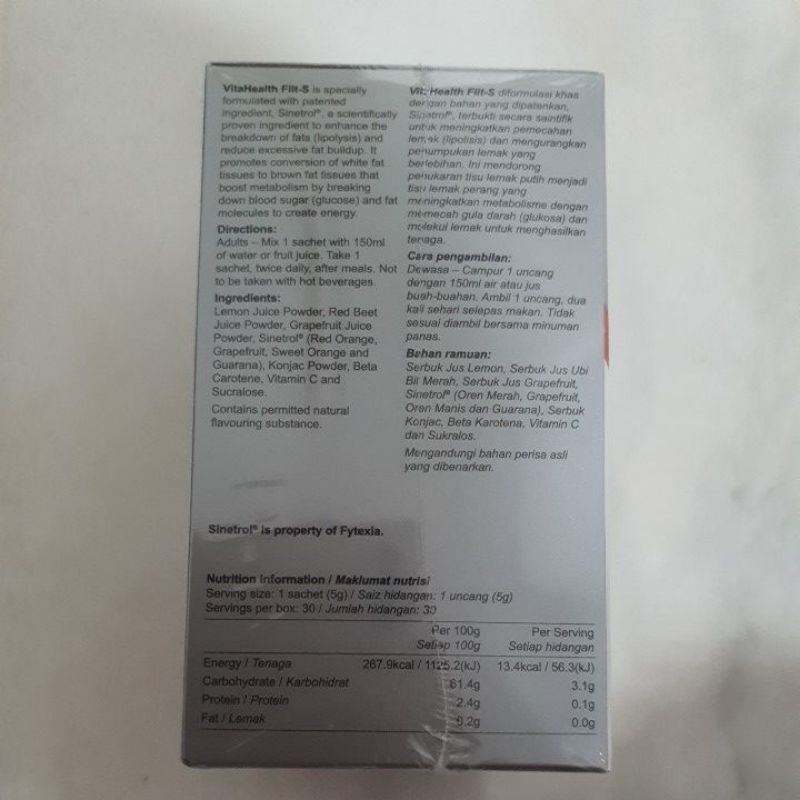 VitaHealth Fllt-S is specially
formulated with patented
ingredient, Sinetrol®, a scientifically
proven ingredient to enhance the
breakdown of fats (lipolysis) and
reduce excessive fat buildup. It
promotes conversion of white fat
tissues to brown fat tissues that
boost metabolism by breaking
down blood sugar (glucose) and fat
molecules to create energy.
Directions:
Adults – Mix 1 sachet with 150ml
of water or fruit juice. Take 1
sachet, twice daily, after meals. Not
to be taken with hot beverages.
Ingredients:
Lemon Juice Powder, Red Beet
Juice Powder, Grapefruit Juice
Powder, Sinetrol® (Red Orange,
Grapefruit, Sweet Orange and
Guarana), Konjac Powder, Beta
Carotene, Vitamin C and
Sucralose.
Contains permitted natural
flavouring substance.
VitaHealth Fllt-S diformulasi khas
dengan bahan yang dipatenkan,
Sinetrol®, terbukti secara saintifik
untuk meningkatkan pemecahan
lemak (lipolisis) dan mengurangkan
penumpukan lemak yang
berlebihan. Ini mendorong
penukaran tisu lemak putih menjadi
tisu lemak perang yang
meningkatkan metabolisme dengan
memecah gula darah (glukosa) dan
molekul lemak untuk menghasilkan
tenaga.
Cara pengambilan:
Dewasa – Campur 1 uncang
dengan 150ml air atau jus
buah-buahan. Ambil 1 uncang, dua
kali sehari selepas makan. Tidak
sesuai diambil bersama minuman
panas.
Bahan ramuan:
Serbuk Jus Lemon, Serbuk Jus Ubi
Bit Merah, Serbuk Jus Grapefruit,
Sinetrol® (Oren Merah, Grapefruit,
Oren Manis dan Guarana), Serbuk
Konjac, Beta Karotena, Vitamin C
dan Sukralos.
Mengandungi bahan perisa asli
yang dibenarkan.
Sinetrol® is property of Fytexia.
Nutrition Information / Maklumat nutrisi
Serving size: 1 sachet (5g) / Saiz hidangan: 1 uncang (5g)
Servings per box: 30 / Jumlah hidangan: 30
Per 100g Per Serving
Setiap 100g Setiap hidangan
Energy / Tenaga 267.9kcal / 1125.2(kJ) 13.4kcal / 56.3(kJ)
Carbohydrate / Karbohidrat 61.4g 3.1g
Protein / Protein 2.4g 0.1g
Fat / Lemak 0.2g 0.0g